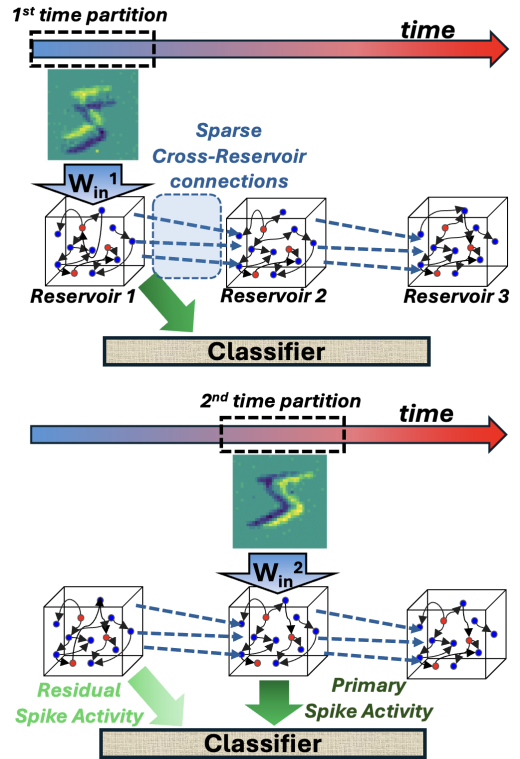 1st time partition
time
Sparse
Cross-Reservoir
connections
Win1
Reservoir 1
Reservoir 2
Reservoir 3
Classifier
2nd time partition
time
Win2
Residual
Spike Activity
Primary
Spike Activity
Classifier